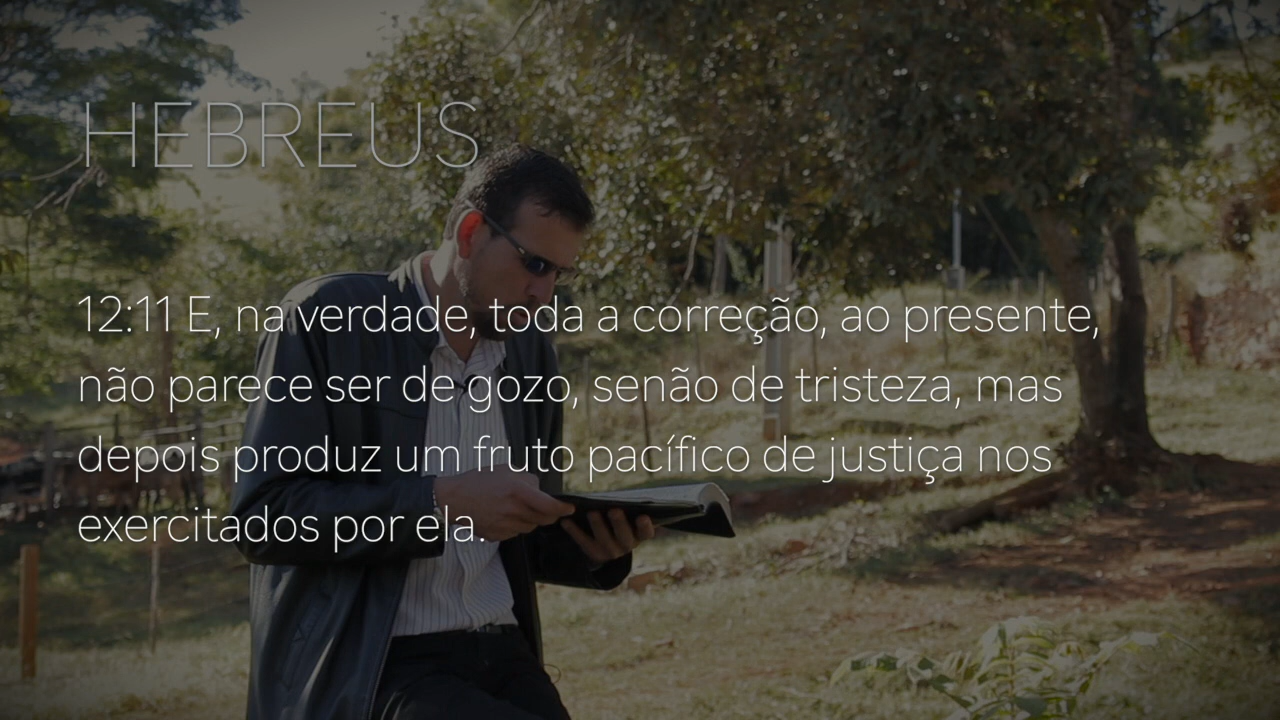 HEBREUS
12:11 E, na verdade, toda a correção, ao presente,
não parece ser de gozo, senão de tristeza, mas
depois produz um fruto pacífico de justiça nos
exercitados por ela.